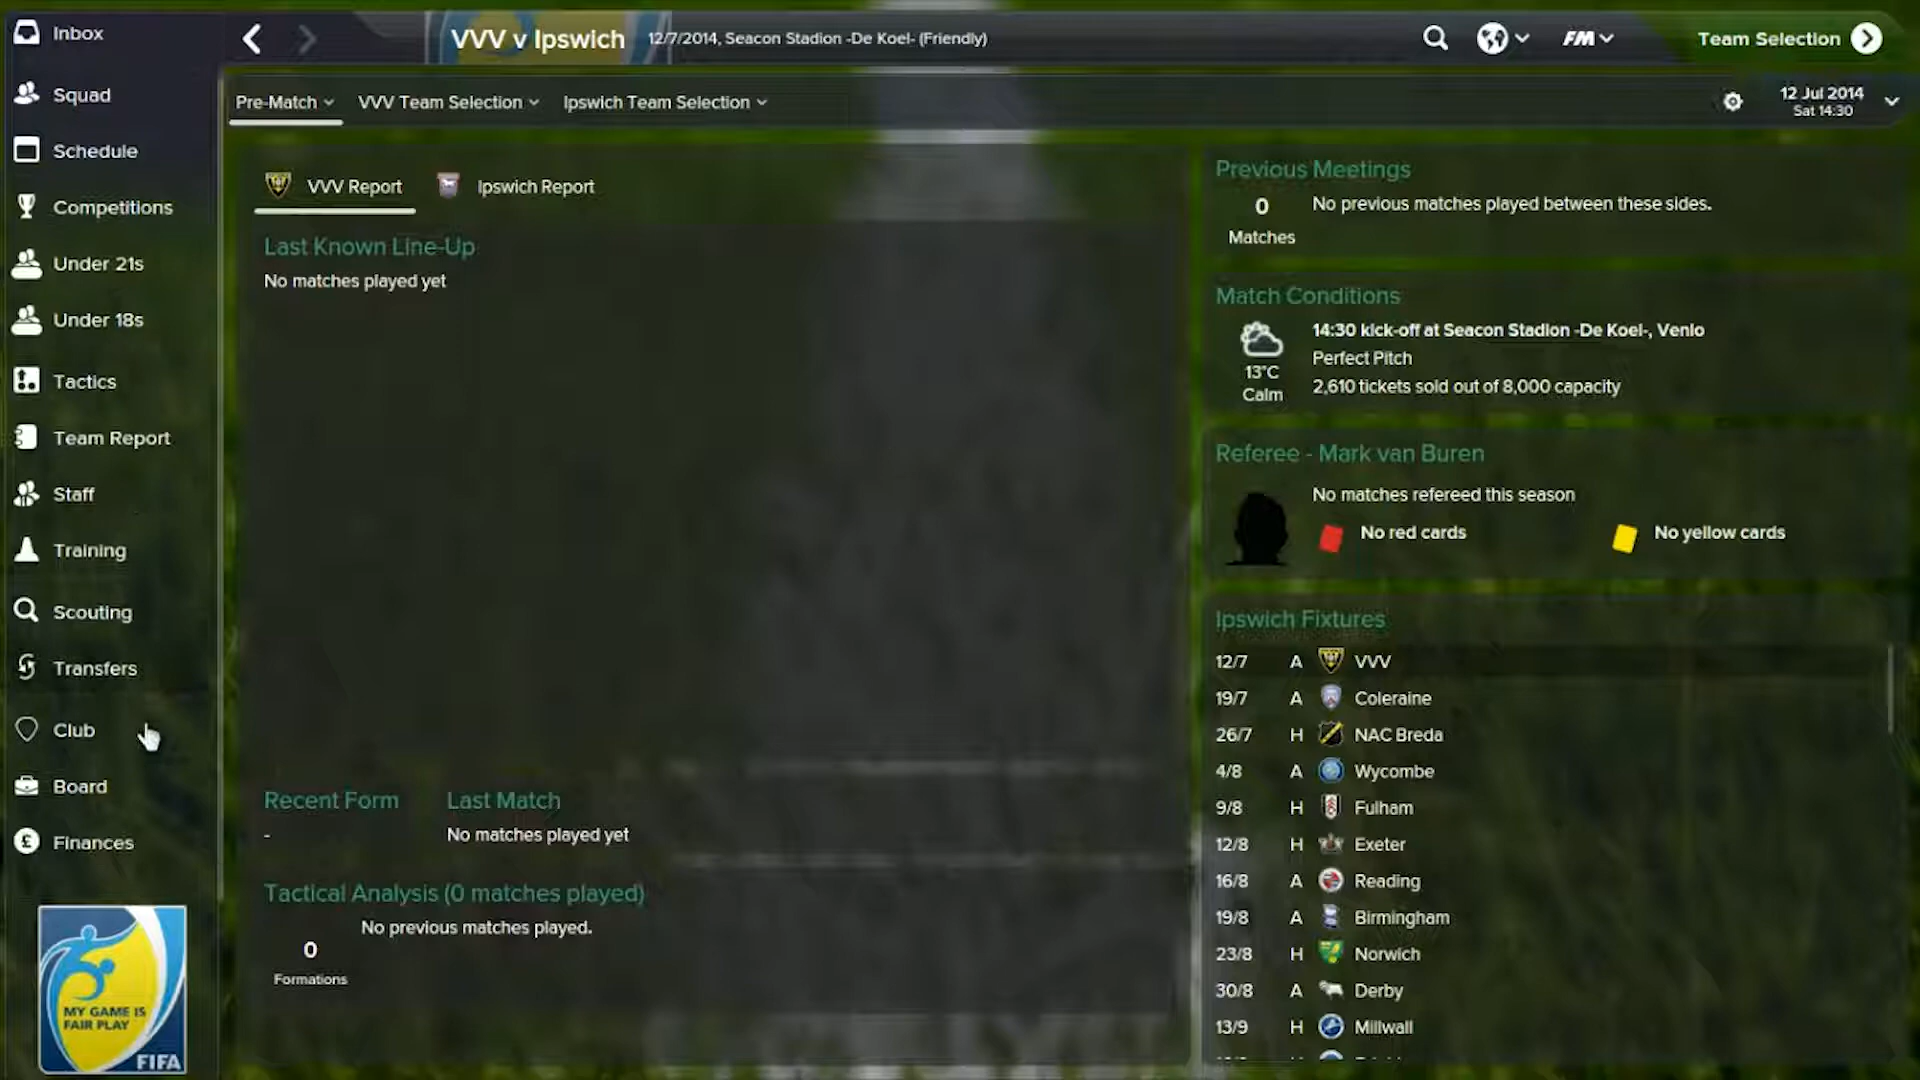 Inbox
Squad
Schedule
Competitions
Under 21s
Under 18s
Tactics
Team Report
Staff
Training
Scouting
Transfers
Club
Board
Finances
MY GAME IS
FAIR PLAY
FIFA
VVV v Ipswich
12/7/2014, Seacon Stadion -De Koel- (Friendly)
FM
Team Selection
Pre-Match
VVV Team Selection
Ipswich Team Selection
12 Jul 2014
Sat 14:30
VVV Report
Ipswich Report
Last Known Line-Up
No matches played yet
Recent Form
-
Last Match
No matches played yet
Tactical Analysis (0 matches played)
No previous matches played.
0
Formations
Previous Meetings
0
Matches
No previous matches played between these sides.
Match Conditions
13°C
Calm
14:30 kick-off at Seacon Stadion -De Koel-, Venlo
Perfect Pitch
2,610 tickets sold out of 8,000 capacity
Referee - Mark van Buren
No matches refereed this season
No red cards
No yellow cards
Ipswich Fixtures
12/7 A VVV
19/7 A Coleraine
26/7 H NAC Breda
4/8 A Wycombe
9/8 H Fulham
12/8 H Exeter
16/8 A Reading
19/8 A Birmingham
23/8 H Norwich
30/8 A Derby
13/9 H Millwall